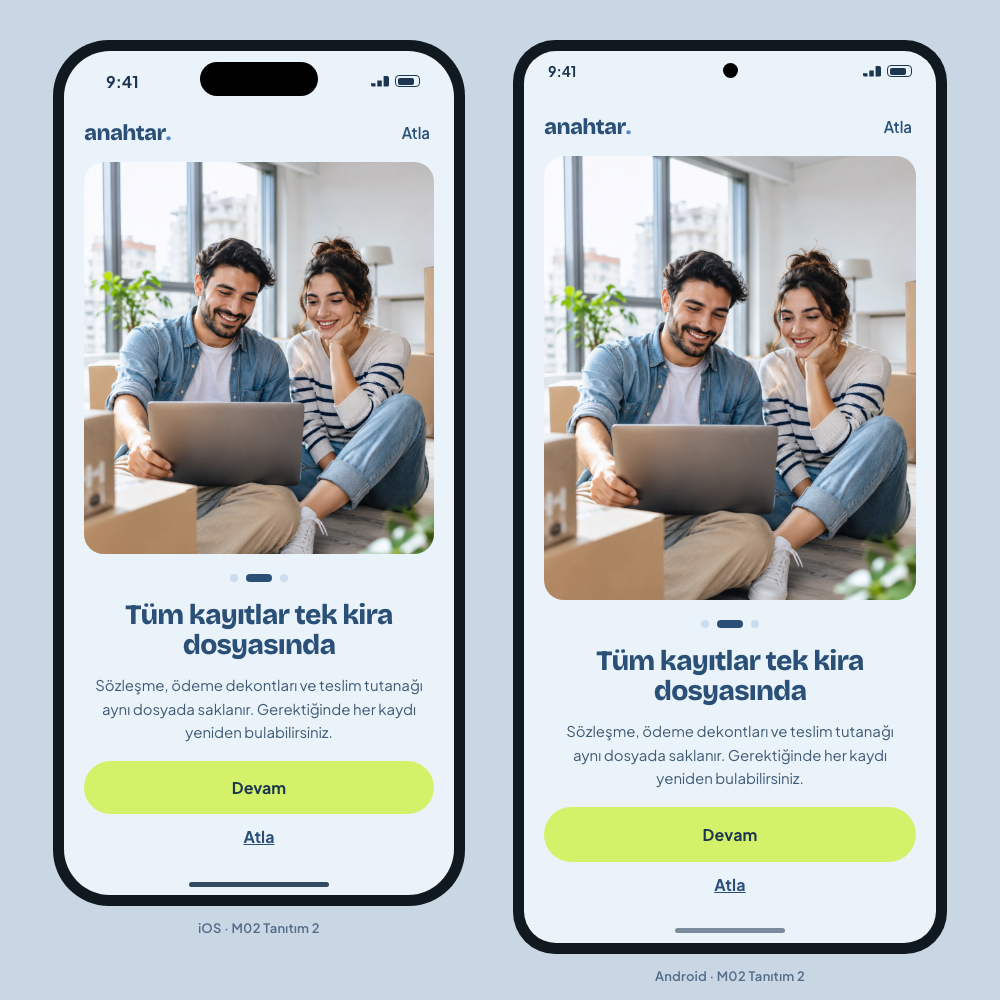 9:41
anahtar.
Atla
Tüm kayıtlar tek kira
dosyasında
Sözleşme, ödeme dekontları ve teslim tutanağı
aynı dosyada saklanır. Gerektiğinde her kaydı
yeniden bulabilirsiniz.
Devam
Atla
iOS · M02 Tanıtım 2
9:41
anahtar.
Atla
Tüm kayıtlar tek kira
dosyasında
Sözleşme, ödeme dekontları ve teslim tutanağı
aynı dosyada saklanır. Gerektiğinde her kaydı
yeniden bulabilirsiniz.
Devam
Atla
Android · M02 Tanıtım 2